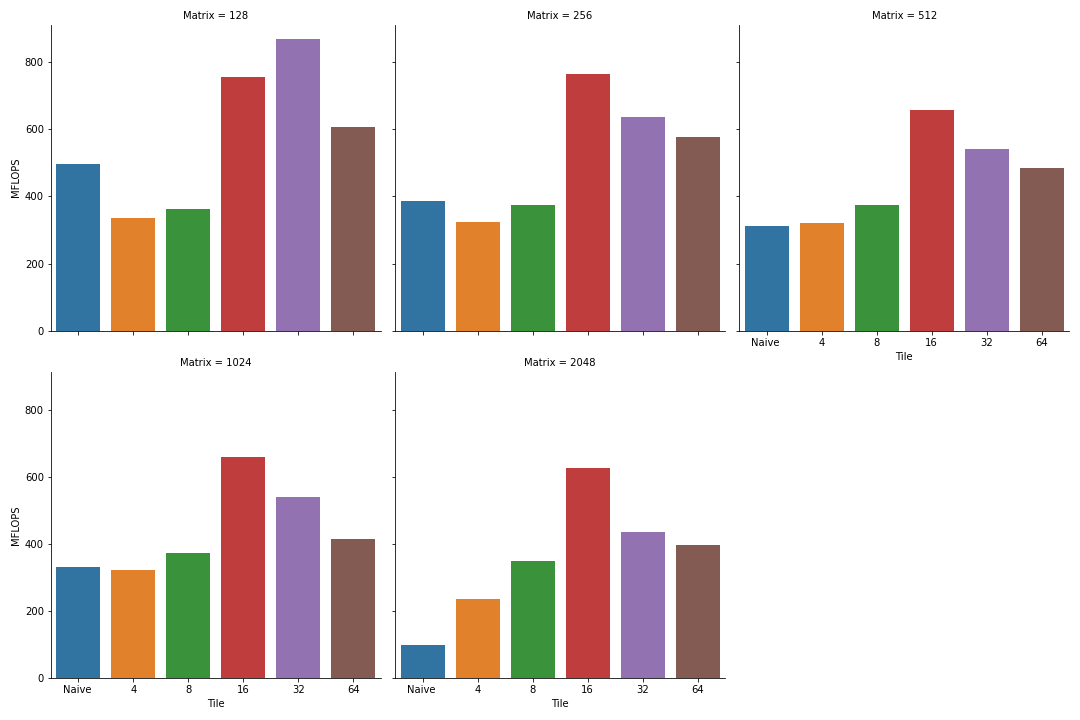 Matrix = 128
Matrix = 256
Matrix = 512
MFLOPS
800
600
400
200
0
Naive 4 8 16 32 64
Tile
Matrix = 1024
Matrix = 2048
MFLOPS
800
600
400
200
0
Naive 4 8 16 32 64
Tile
Naive 4 8 16 32 64
Tile